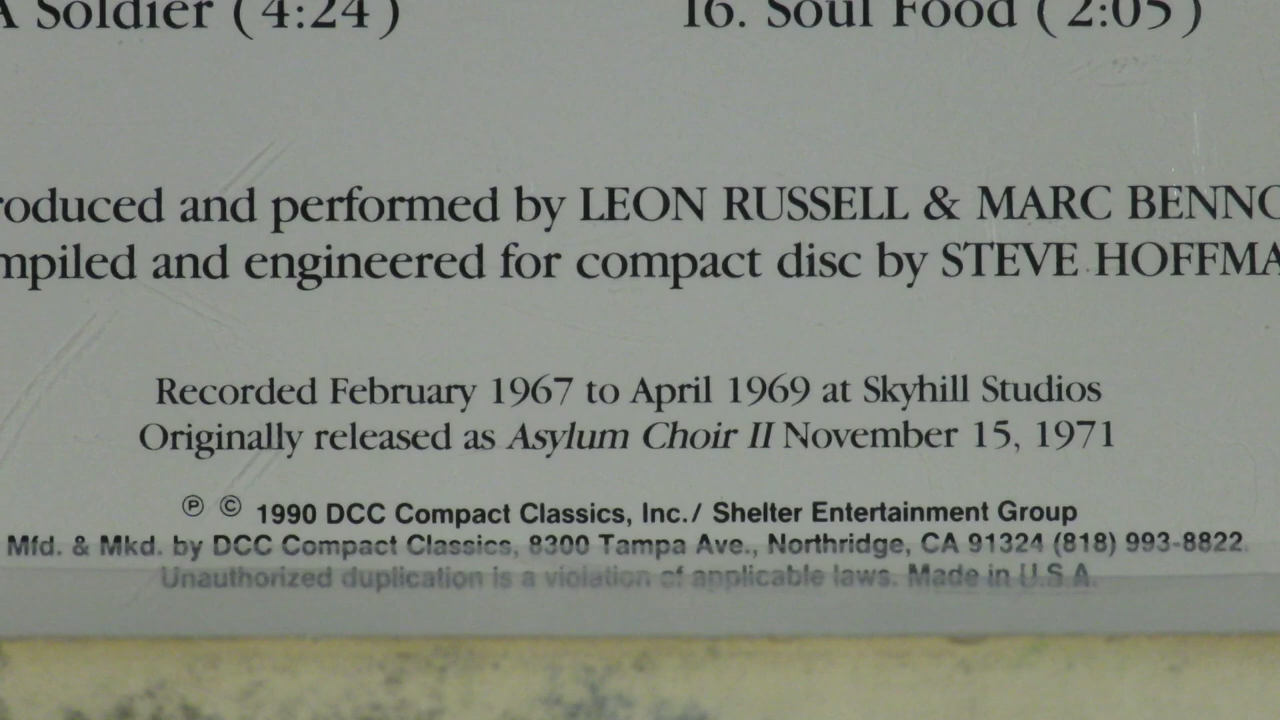 A Soldier (4:24) 16. Soul Food (2:05)
roduced and performed by LEON RUSSELL & MARC BENNO
mpiled and engineered for compact disc by STEVE HOFFMA
Recorded February 1967 to April 1969 at Skyhill Studios
Originally released as Asylum Choir II November 15, 1971
℗ © 1990 DCC Compact Classics, Inc./ Shelter Entertainment Group
Mfd. & Mkd. by DCC Compact Classics, 8300 Tampa Ave., Northridge, CA 91324 (818) 993-8822
Unauthorized duplication is a violation of applicable laws. Made in U.S.A.